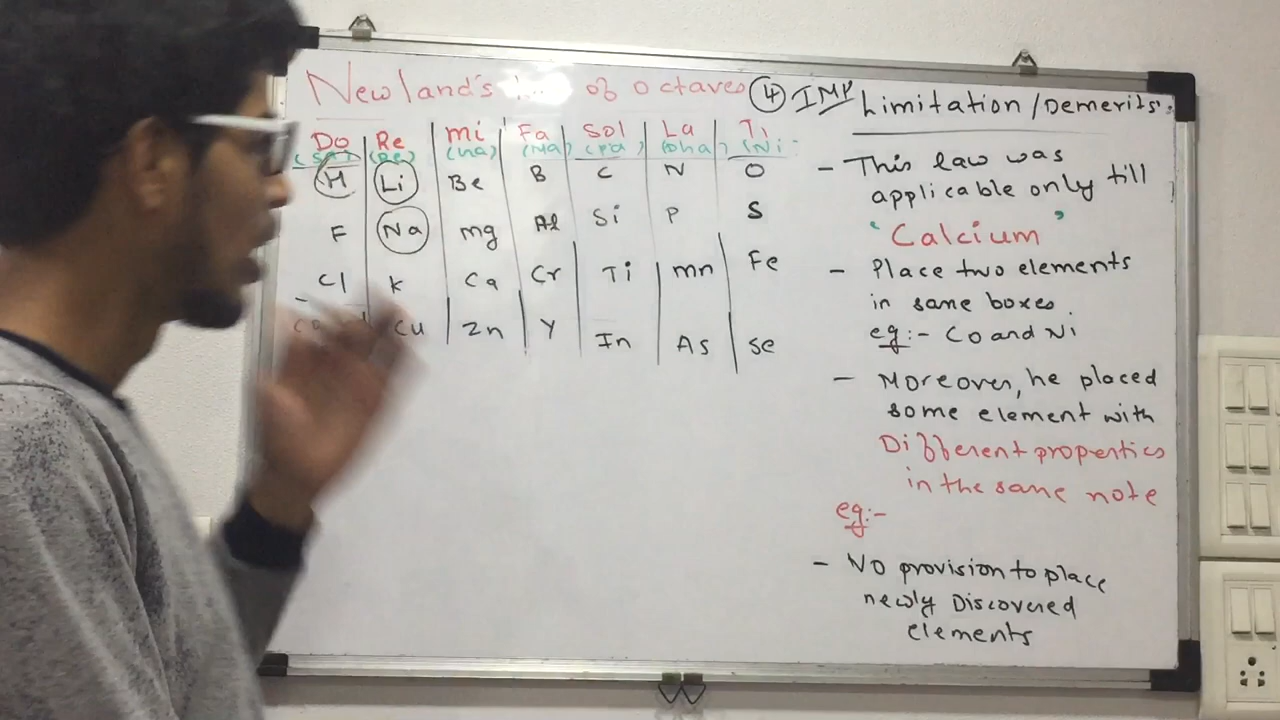 Newland's of octaves
Do Re Mi Fa Sol La Ti
(Re) (Ga) (Ma) (Pa) (Dha) (Ni)
H Li Be B C N O
F Na Mg Al Si P S
Cl K Ca Cr Ti Mn Fe
Cu Zn Y In As Se
④ IMP Limitation/Demerits:
- This law was
applicable only till
'Calcium'
- Place two elements
in same boxes
eg:- Co and Ni
- Moreover, he placed
some element with
Different properties
in the same note
eg:-
- No provision to place
newly Discovered
elements